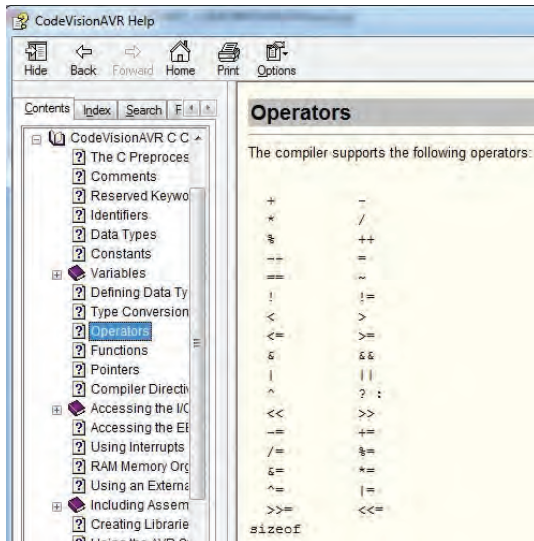 CodeVisionAVR Help
Hide Back Forward Home Print Options
Contents Index Search F
CodeVisionAVR C C
The C Preproces
Comments
Reserved Keywo
Identifiers
Data Types
Constants
Variables
Defining Data Ty
Type Conversion
Operators
Functions
Pointers
Compiler Directiv
Accessing the I/O
Accessing the EE
Using Interrupts
RAM Memory Org
Using an Externa
Including Assem
Creating Librarie
Operators
The compiler supports the following operators:
+ -
* /
% ++
-- =
== ~
! !=
< >
<= >=
& &&
| ||
^ ? :
<< >>
-= +=
/= %=
&= *=
^= |=
>>= <<=
sizeof